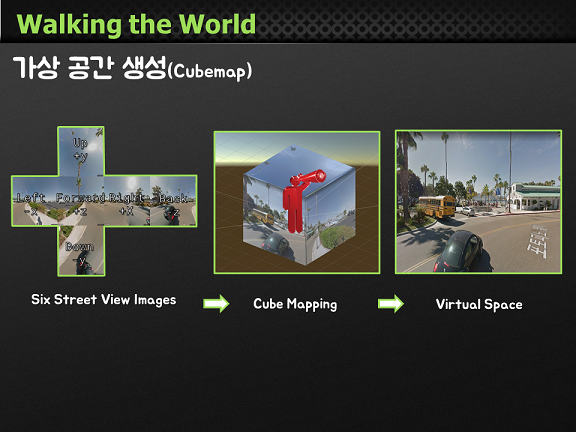 Walking the World
가상 공간 생성(Cubemap)
Up
+y
Left Forward Right Back
-x +z +X -z
Down
-y
Six Street View Images
Cube Mapping
Virtual Space